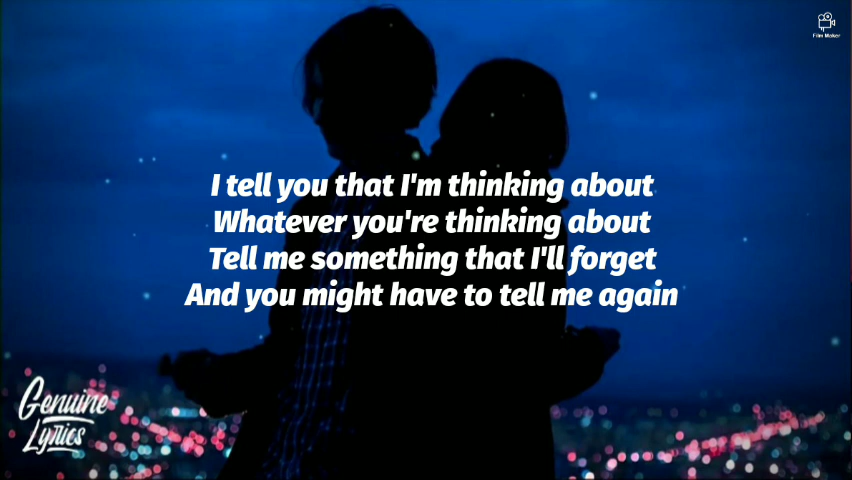 Film Maker
I tell you that I'm thinking about
Whatever you're thinking about
Tell me something that I'll forget
And you might have to tell me again
Genuine
Lyrics